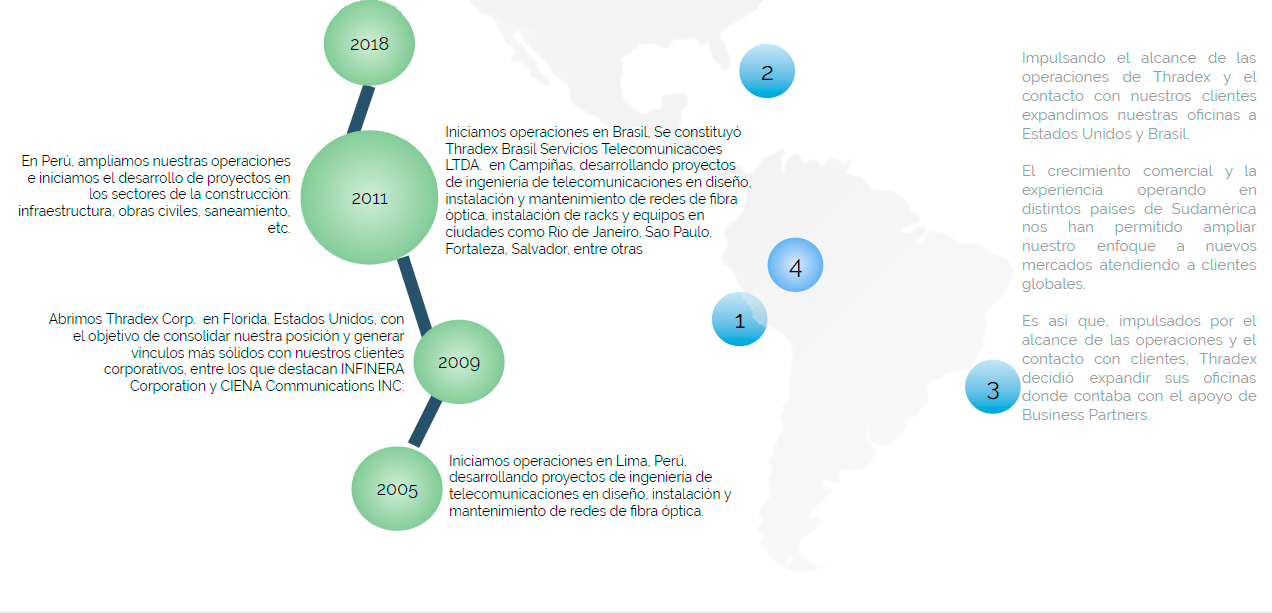 2018
En Perú, ampliamos nuestras operaciones
e iniciamos el desarrollo de proyectos en
los sectores de la construcción:
infraestructura, obras civiles, saneamiento,
etc.
2011
Iniciamos operaciones en Brasil, Se constituyó
Thradex Brasil Servicios Telecomunicacoes
LTDA.  en Campiñas, desarrollando proyectos
de ingeniería de telecomunicaciones en diseño,
instalación y mantenimiento de redes de fibra
òptica, instalación de racks y equipos en
ciudades como Rio de Janeiro, Sao Paulo,
Fortaleza, Salvador, entre otras
Abrimos Thradex Corp.  en Florida, Estados Unidos, con
el objetivo de consolidar nuestra posición y generar
vínculos más sólidos con nuestros clientes
corporativos, entre los que destacan INFINERA
Corporation y CIENA Communications INC:
2009
2005
Iniciamos operaciones en Lima, Perú,
desarrollando proyectos de ingeniería de
telecomunicaciones en diseño, instalación y
mantenimiento de redes de fibra óptica.
2
4
1
3
Impulsando el alcance de las
operaciones de Thradex y el
contacto con nuestros clientes
expandimos nuestras oficinas a
Estados Unidos y Brasil,
El crecimiento comercial y la
experiencia operando en
distintos países de Sudamérica
nos han permitido ampliar
nuestro enfoque a nuevos
mercados atendiendo a clientes
globales.
Es así que, impulsados por el
alcance de las operaciones y el
contacto con clientes, Thradex
decidió expandir sus oficinas
donde contaba con el apoyo de
Business Partners.